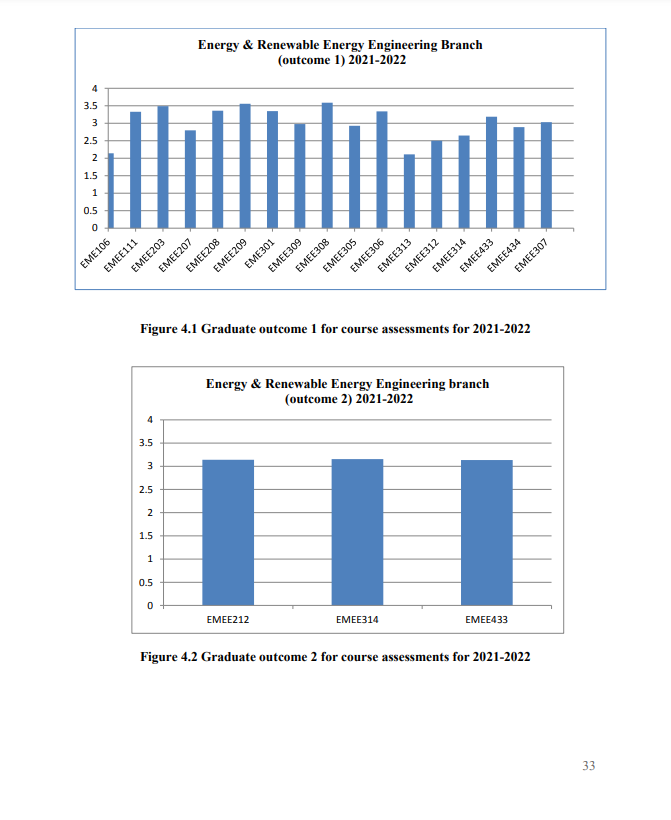 Energy & Renewable Energy Engineering Branch
(outcome 1) 2021-2022
4
3.5
3
2.5
2
1.5
1
0.5
0
EME106
EMEE111
EMEE203
EMEE207
EMEE208
EMEE209
EME301
EMEE309
EMEE308
EMEE305
EMEE306
EMEE313
EMEE312
EMEE314
EMEE433
EMEE434
EMEE307
Figure 4.1 Graduate outcome 1 for course assessments for 2021-2022
Energy & Renewable Energy Engineering branch
(outcome 2) 2021-2022
4
3.5
3
2.5
2
1.5
1
0.5
0
EMEE212
EMEE314
EMEE433
Figure 4.2 Graduate outcome 2 for course assessments for 2021-2022
33